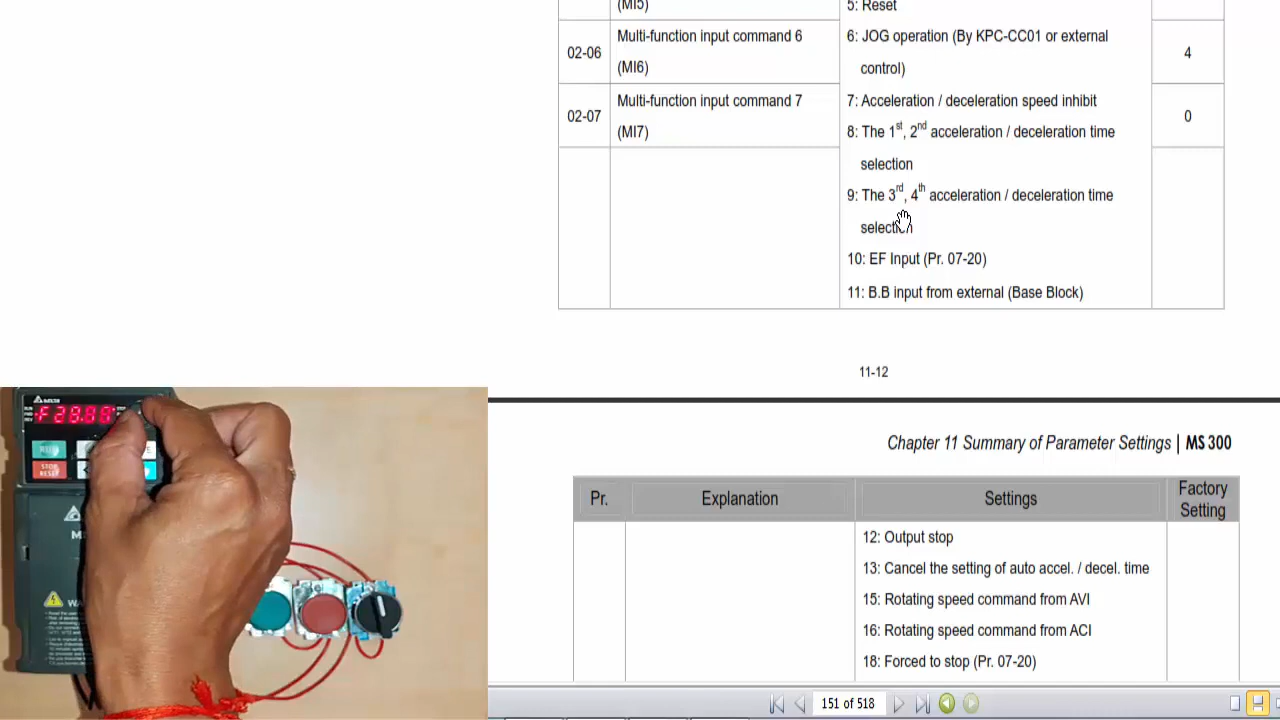 (MI5)
5: Reset
02-06
Multi-function input command 6
(MI6)
6: JOG operation (By KPC-CC01 or external
control)
4
02-07
Multi-function input command 7
(MI7)
7: Acceleration / deceleration speed inhibit
0
8: The 1st, 2nd acceleration / deceleration time
selection
9: The 3rd, 4th acceleration / deceleration time
selection
10: EF Input (Pr. 07-20)
11: B.B input from external (Base Block)
11-12
Chapter 11 Summary of Parameter Settings | MS 300
Pr.
Explanation
Settings
Factory
Setting
12: Output stop
13: Cancel the setting of auto accel. / decel. time
15: Rotating speed command from AVI
16: Rotating speed command from ACI
18: Forced to stop (Pr. 07-20)
151 of 518
RUN
STOP
RESET